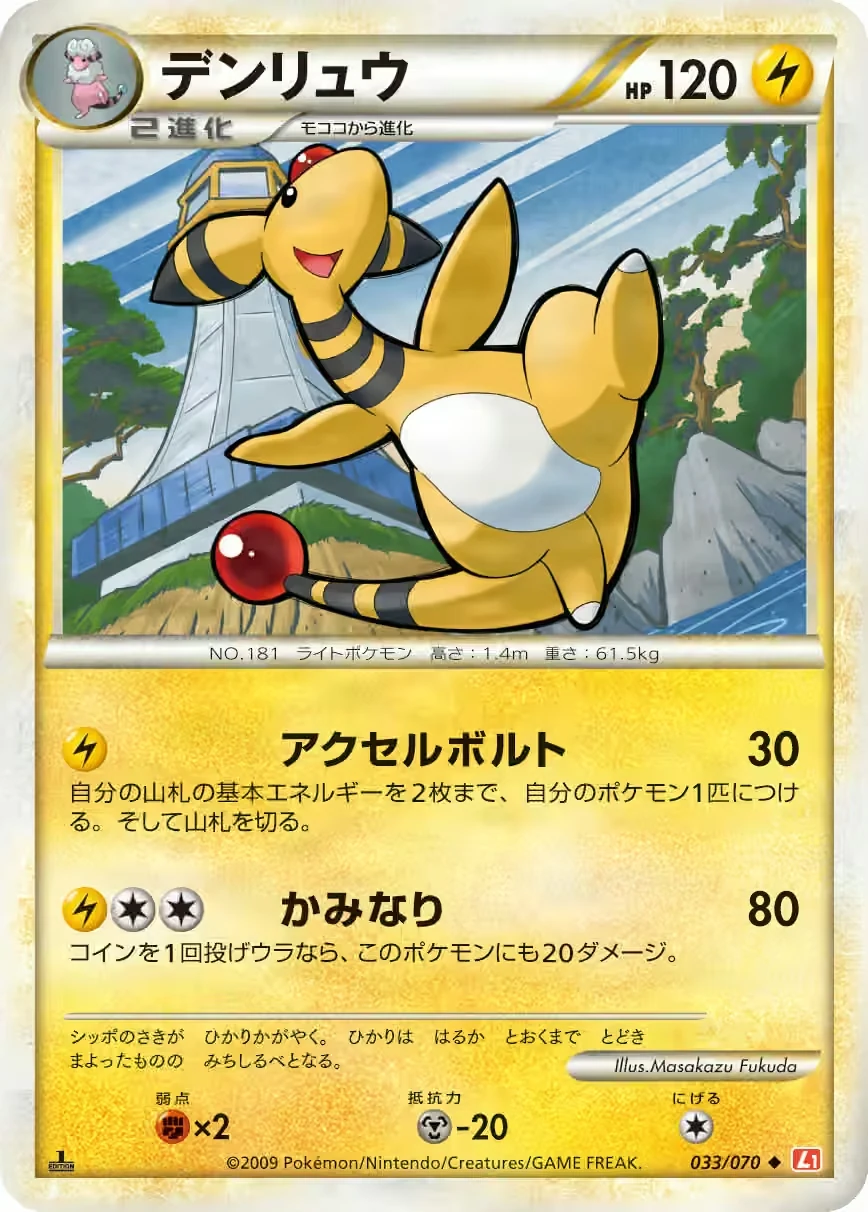 デンリュウ
HP 120
2進化
モココから進化
NO.181 ライトポケモン 高さ：1.4m 重さ：61.5kg
アクセルボルト 30
自分の山札の基本エネルギーを2枚まで、自分のポケモン1匹につけ
る。そして山札を切る。
かみなり 80
コインを1回投げウラなら、このポケモンにも20ダメージ。
シッポのさきが ひかりかがやく。 ひかりは はるか とおくまで とどき
まよったものの みちしるべとなる。
Illus.Masakazu Fukuda
弱点 抵抗力 にげる
×2 -20
1 EDITION
©2009 Pokémon/Nintendo/Creatures/GAME FREAK.
033/070 ◆ L1